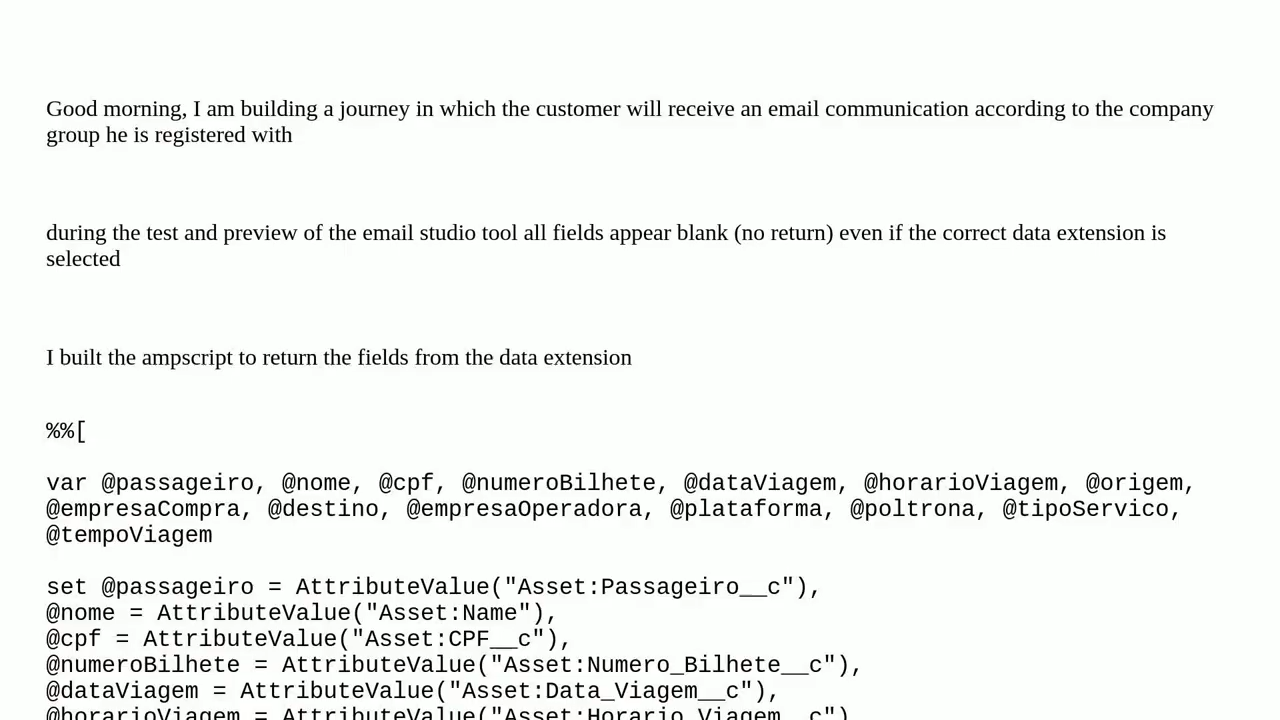 Good morning, I am building a journey in which the customer will receive an email communication according to the company
group he is registered with
during the test and preview of the email studio tool all fields appear blank (no return) even if the correct data extension is
selected
I built the ampscript to return the fields from the data extension
%%[
var @passageiro, @nome, @cpf, @numeroBilhete, @dataViagem, @horarioViagem, @origem,
@empresaCompra, @destino, @empresaOperadora, @plataforma, @poltrona, @tipoServico,
@tempoViagem
set @passageiro = AttributeValue("Asset:Passageiro__c"),
@nome = AttributeValue("Asset:Name"),
@cpf = AttributeValue("Asset:CPF__c"),
@numeroBilhete = AttributeValue("Asset:Numero_Bilhete__c"),
@dataViagem = AttributeValue("Asset:Data_Viagem__c"),
@horarioViagem = AttributeValue("Asset:Horario_Viagem__c")